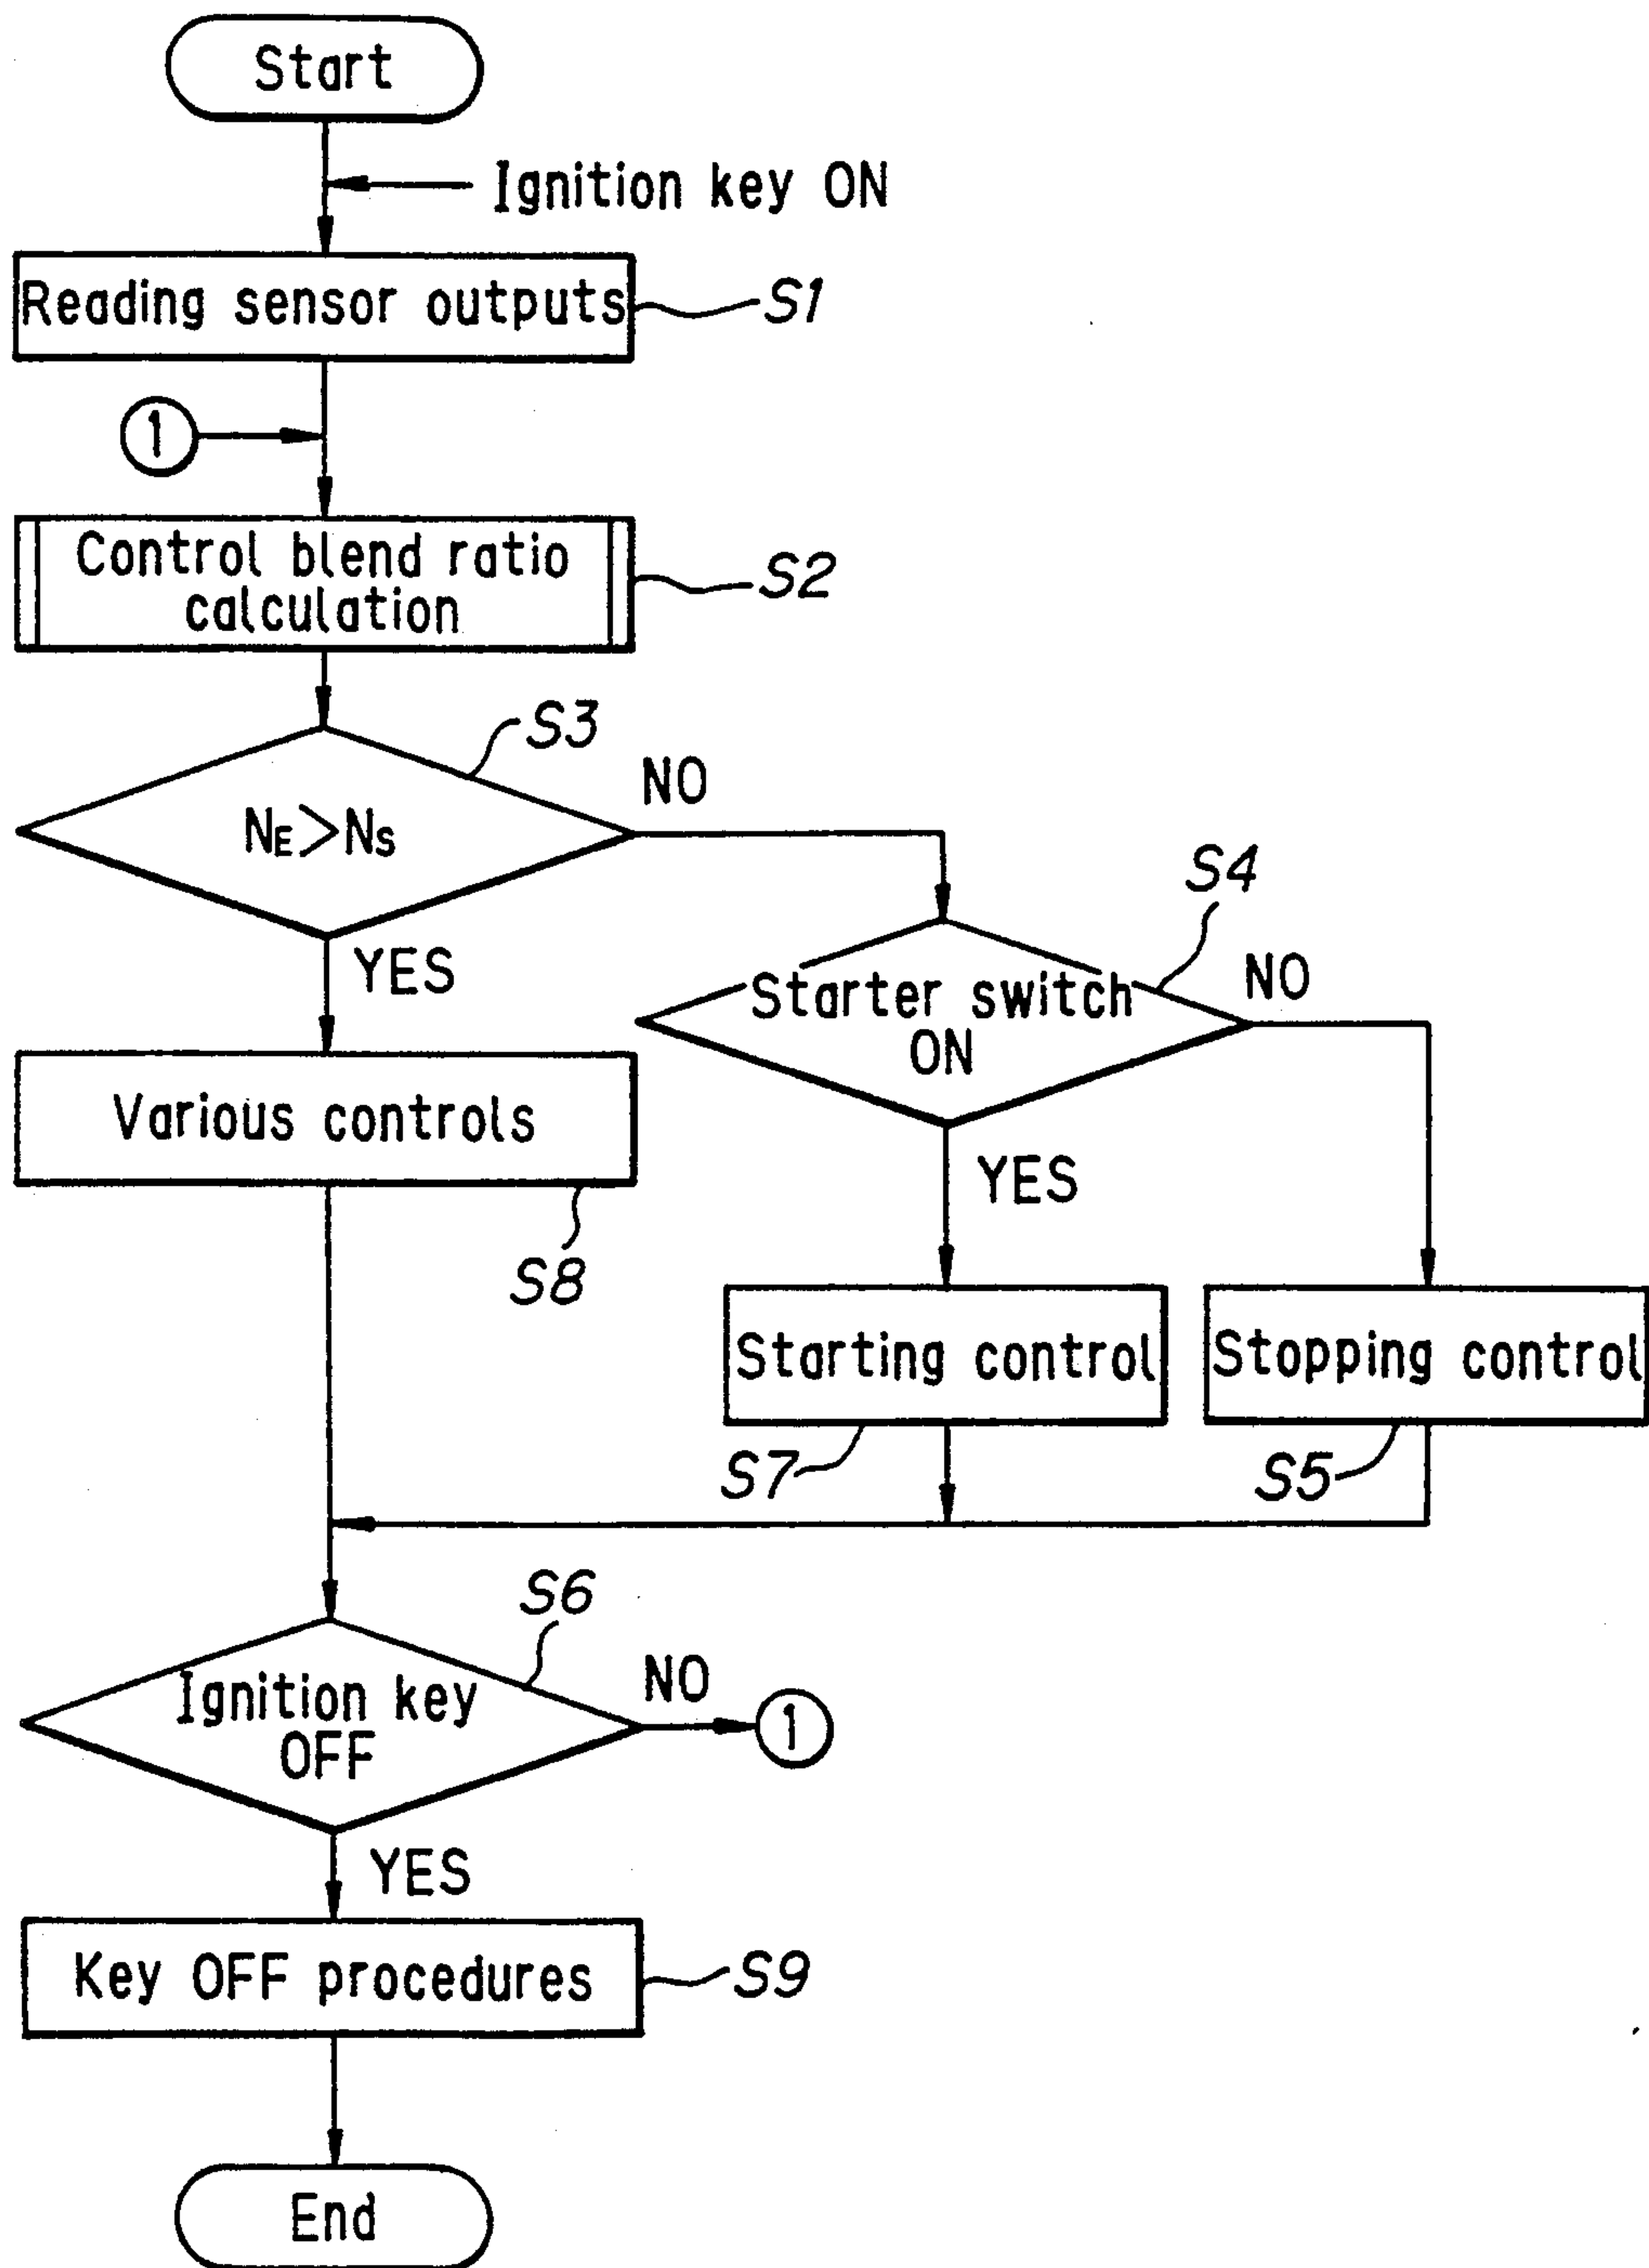 Start
Ignition key ON
Reading sensor outputs
S1
1
Control blend ratio
calculation
S2
S3
NE>NS
NO
YES
S4
Starter switch
ON
NO
YES
Various controls
S8
Starting control
S7
Stopping control
S5
S6
Ignition key
OFF
NO
1
YES
Key OFF procedures
S9
End